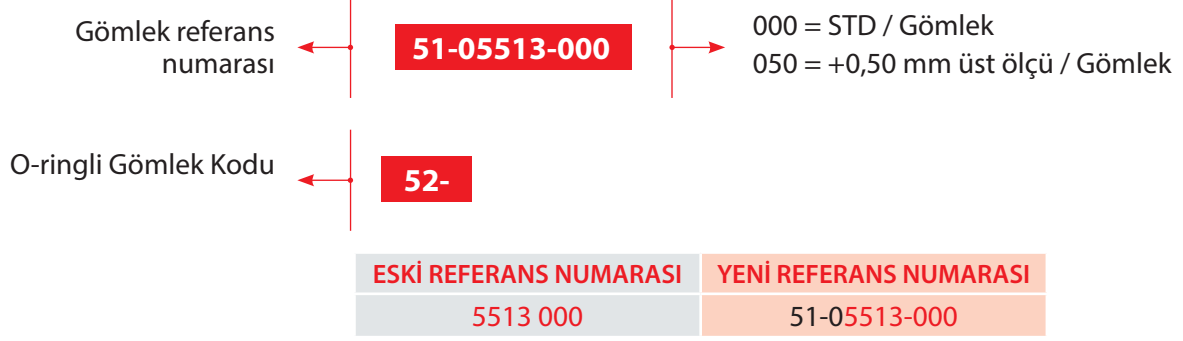 Gömlek referans
numarası
51-05513-000
000 = STD / Gömlek
050 = +0,50 mm üst ölçü / Gömlek
O-ringli Gömlek Kodu
52-
ESKİ REFERANS NUMARASI YENİ REFERANS NUMARASI
5513 000 51-05513-000